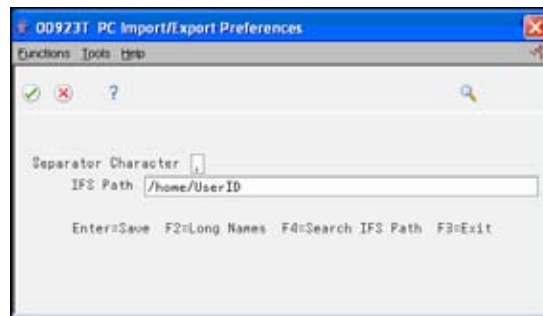 00923T PC Import/Export Preferences
Functions Tools Help
?
Separator Character ,
IFS Path /home/UserID
Enter=Save F2=Long Names F4=Search IFS Path F3=Exit